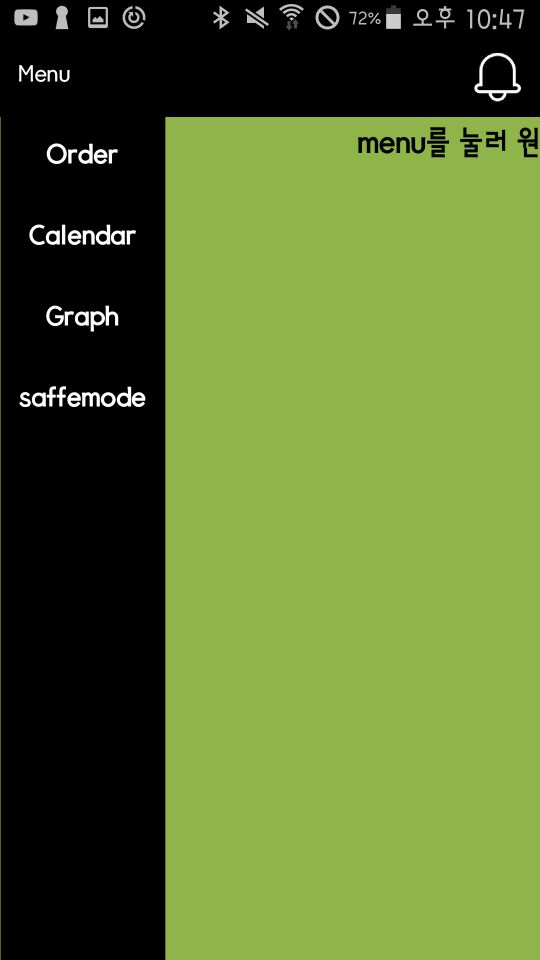 72% 오후 10:47
Menu
menu를 눌러 원
Order
Calendar
Graph
saffemode